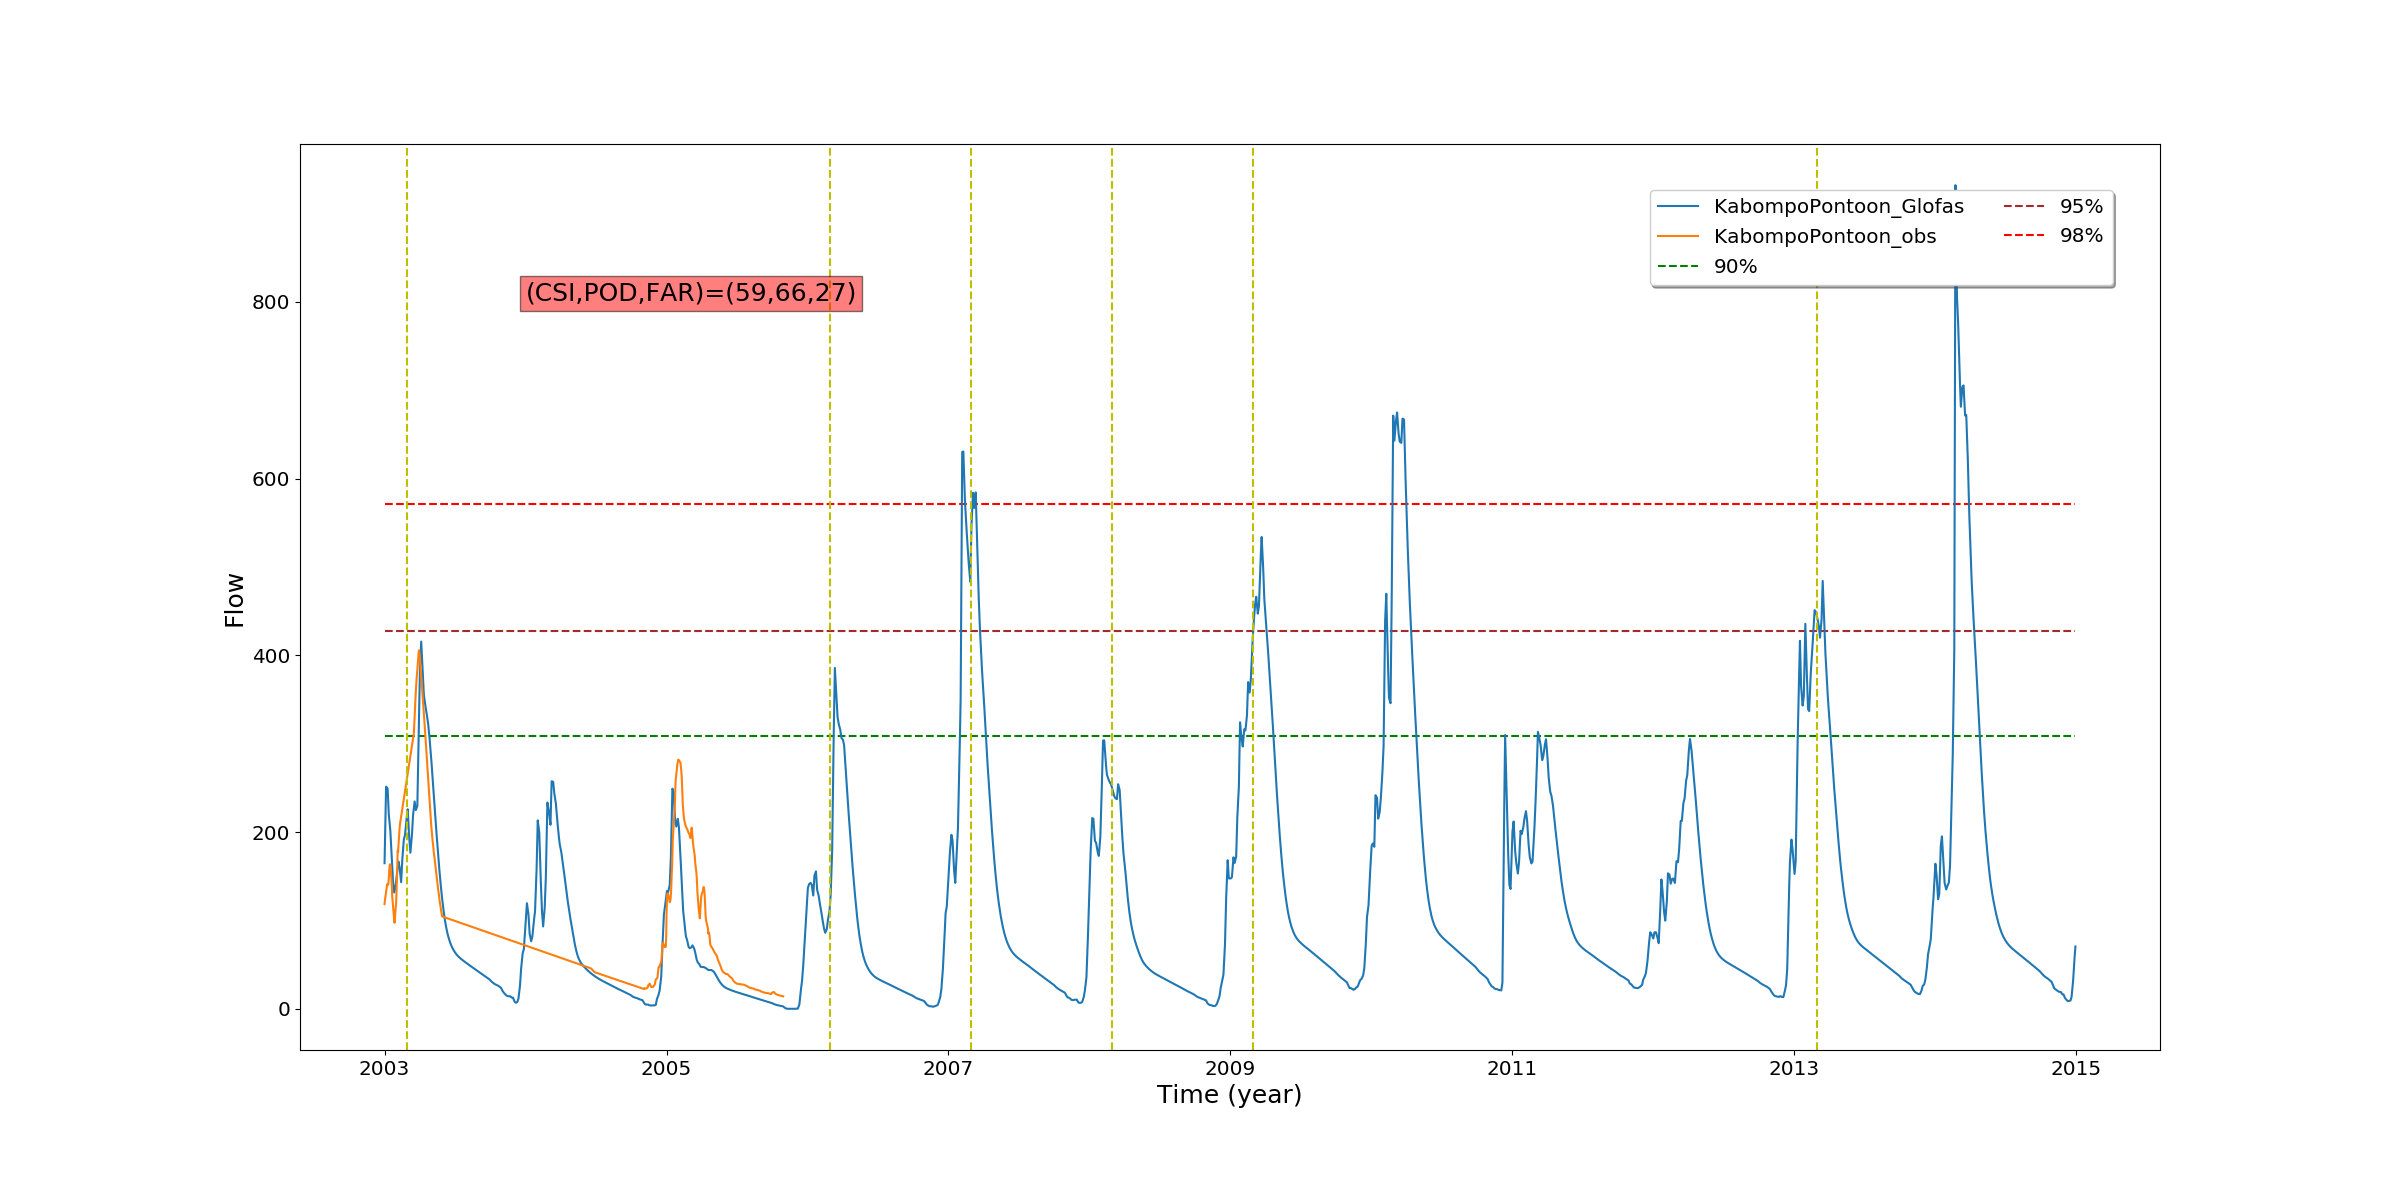 KabompoPontoon_Glofas
KabompoPontoon_obs
90%
95%
98%
(CSI,POD,FAR)=(59,66,27)
800
600
400
200
0
Flow
2003 2005 2007 2009 2011 2013 2015
Time (year)